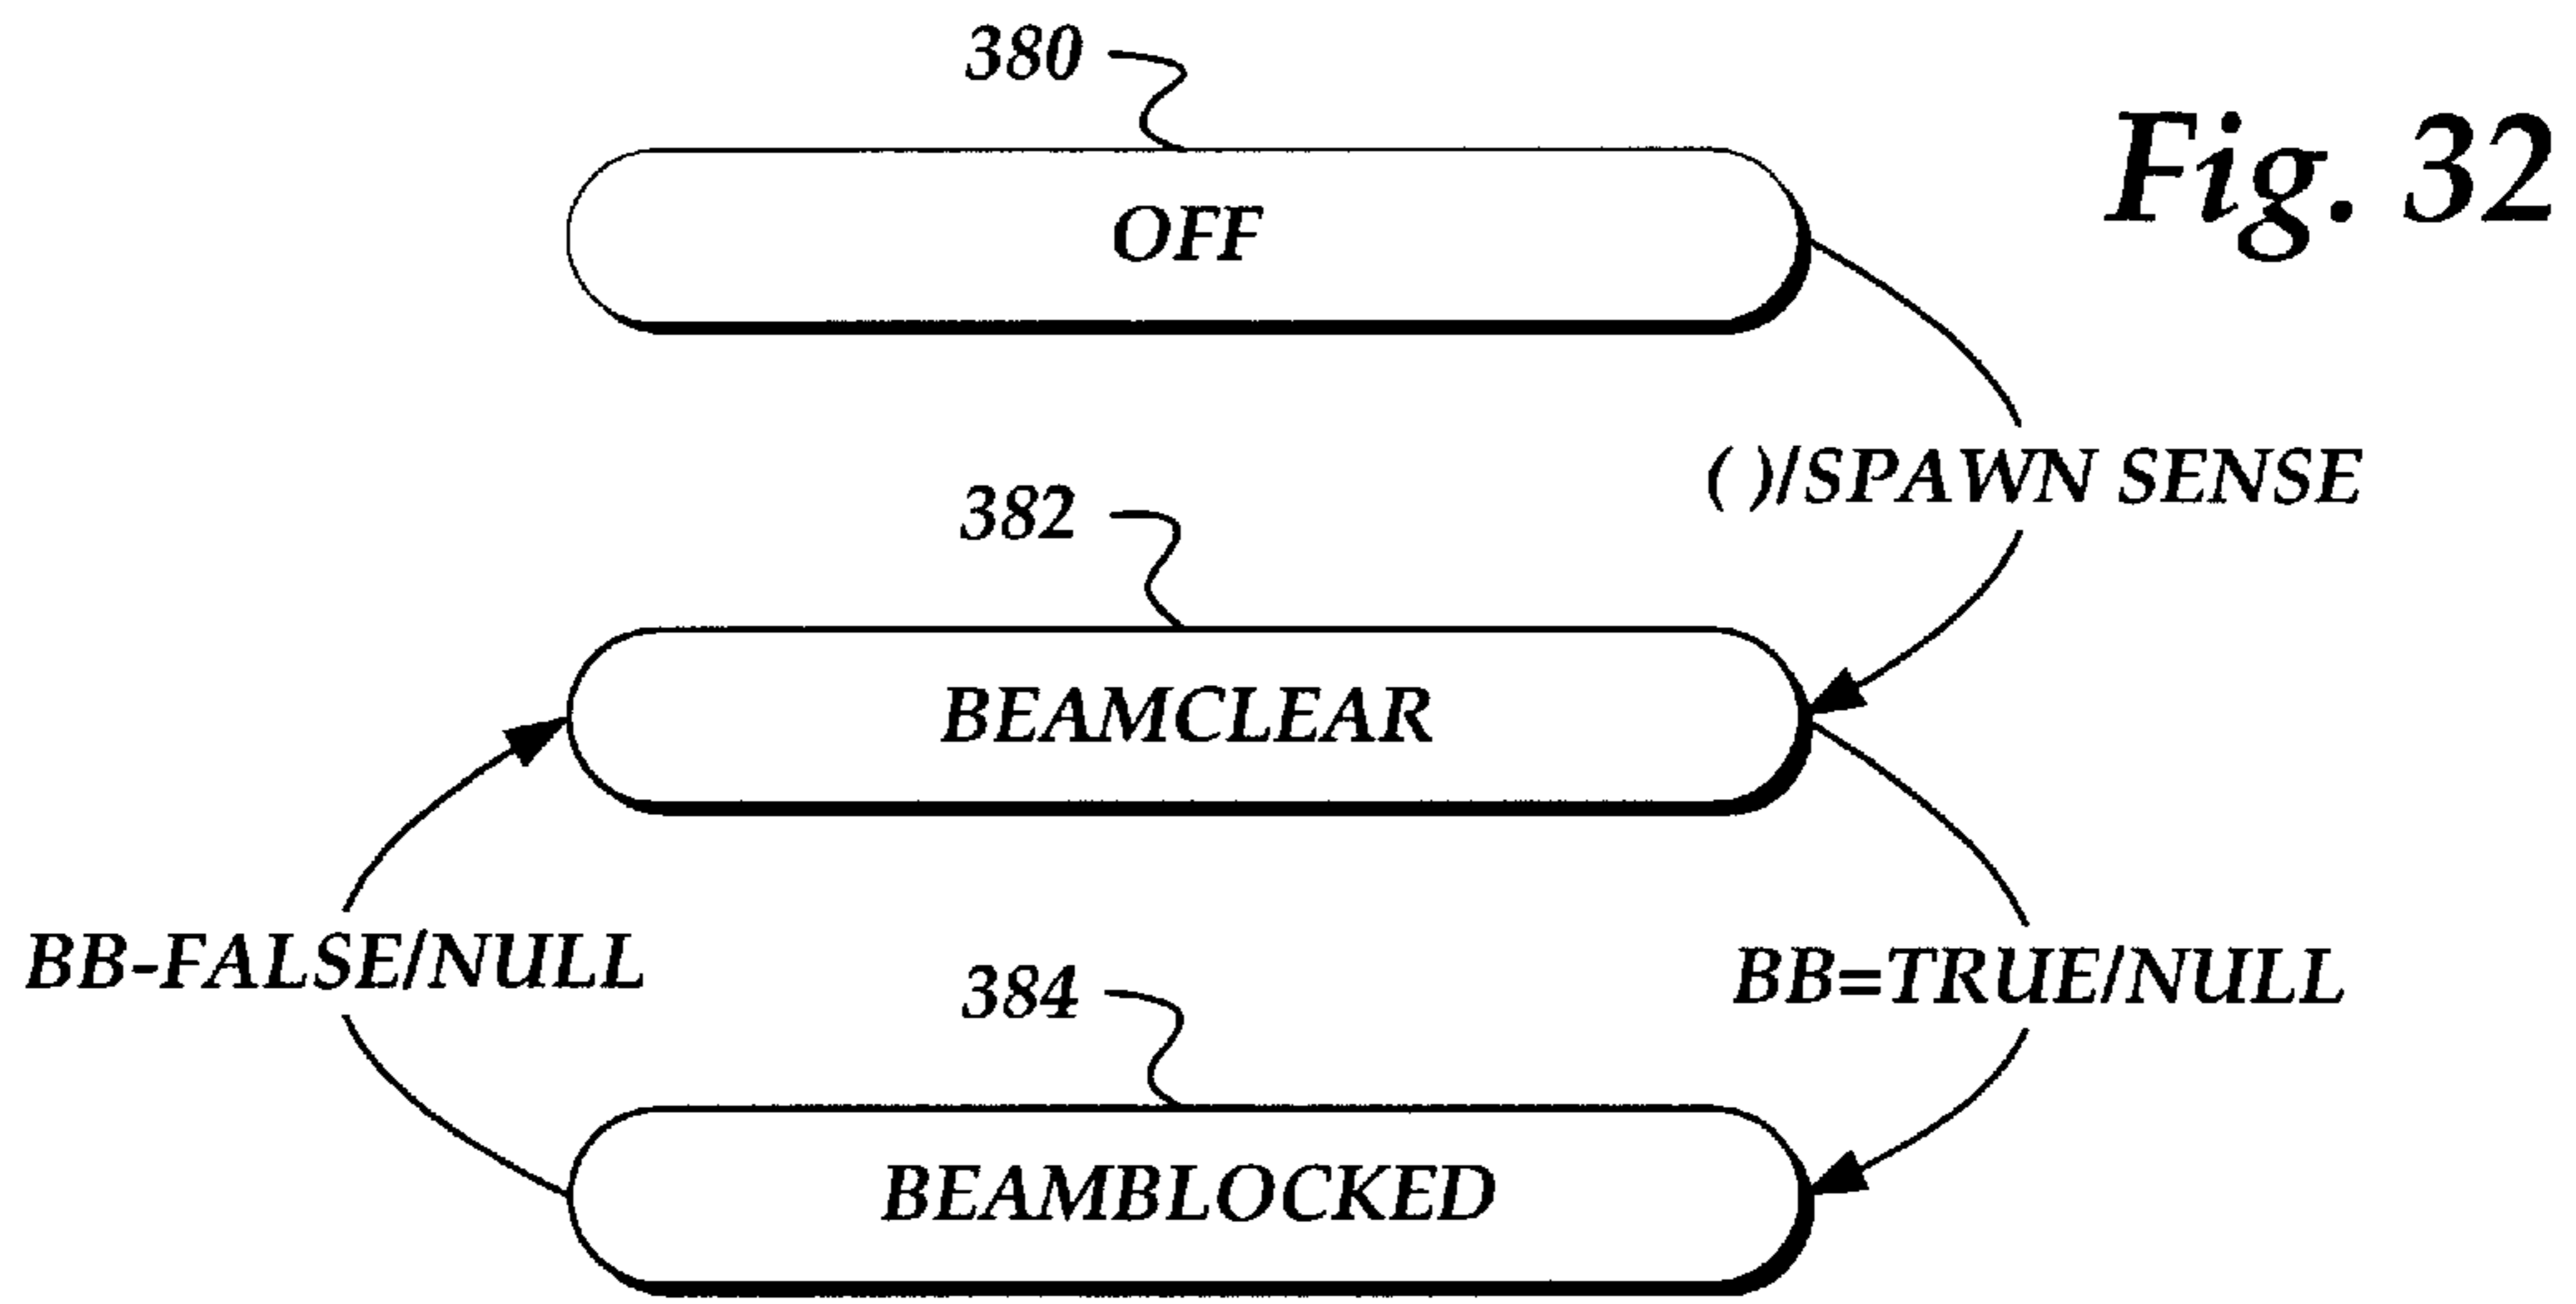 380
Fig. 32
OFF
( )/SPAWN SENSE
382
BEAMCLEAR
BB-FALSE/NULL
BB=TRUE/NULL
384
BEAMBLOCKED